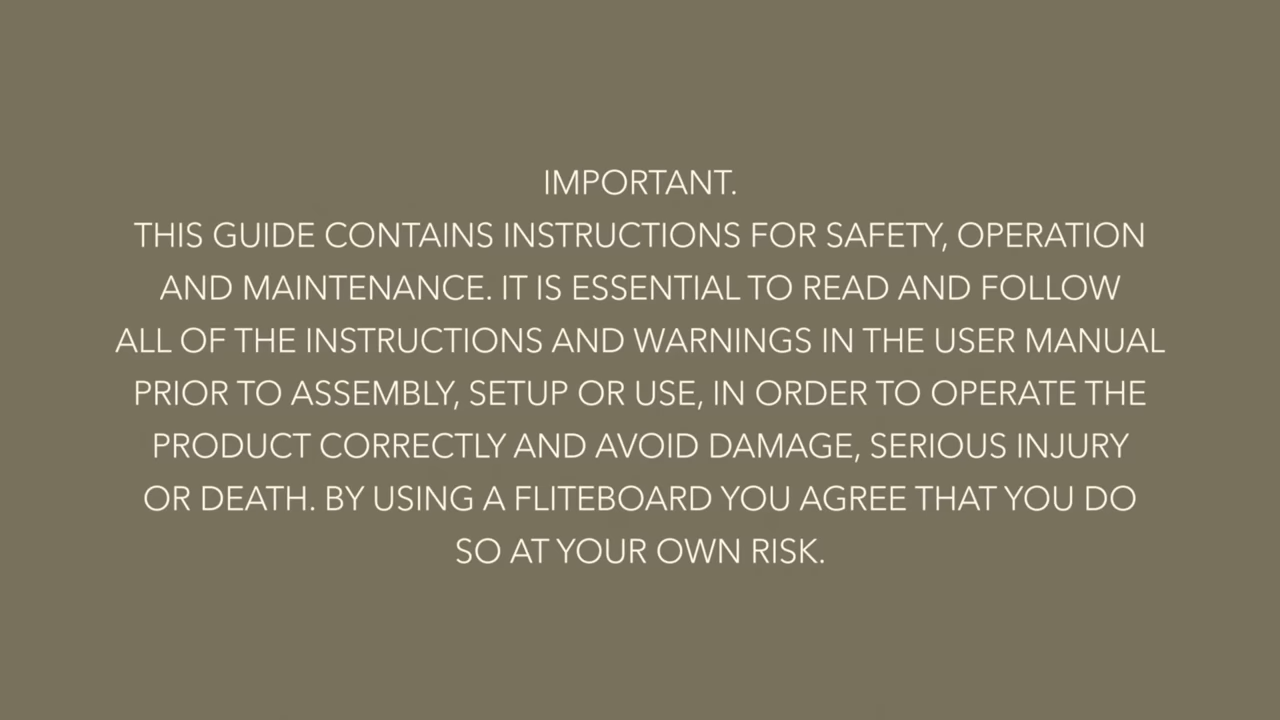 IMPORTANT.
THIS GUIDE CONTAINS INSTRUCTIONS FOR SAFETY, OPERATION
AND MAINTENANCE. IT IS ESSENTIAL TO READ AND FOLLOW
ALL OF THE INSTRUCTIONS AND WARNINGS IN THE USER MANUAL
PRIOR TO ASSEMBLY, SETUP OR USE, IN ORDER TO OPERATE THE
PRODUCT CORRECTLY AND AVOID DAMAGE, SERIOUS INJURY
OR DEATH. BY USING A FLITEBOARD YOU AGREE THAT YOU DO
SO AT YOUR OWN RISK.